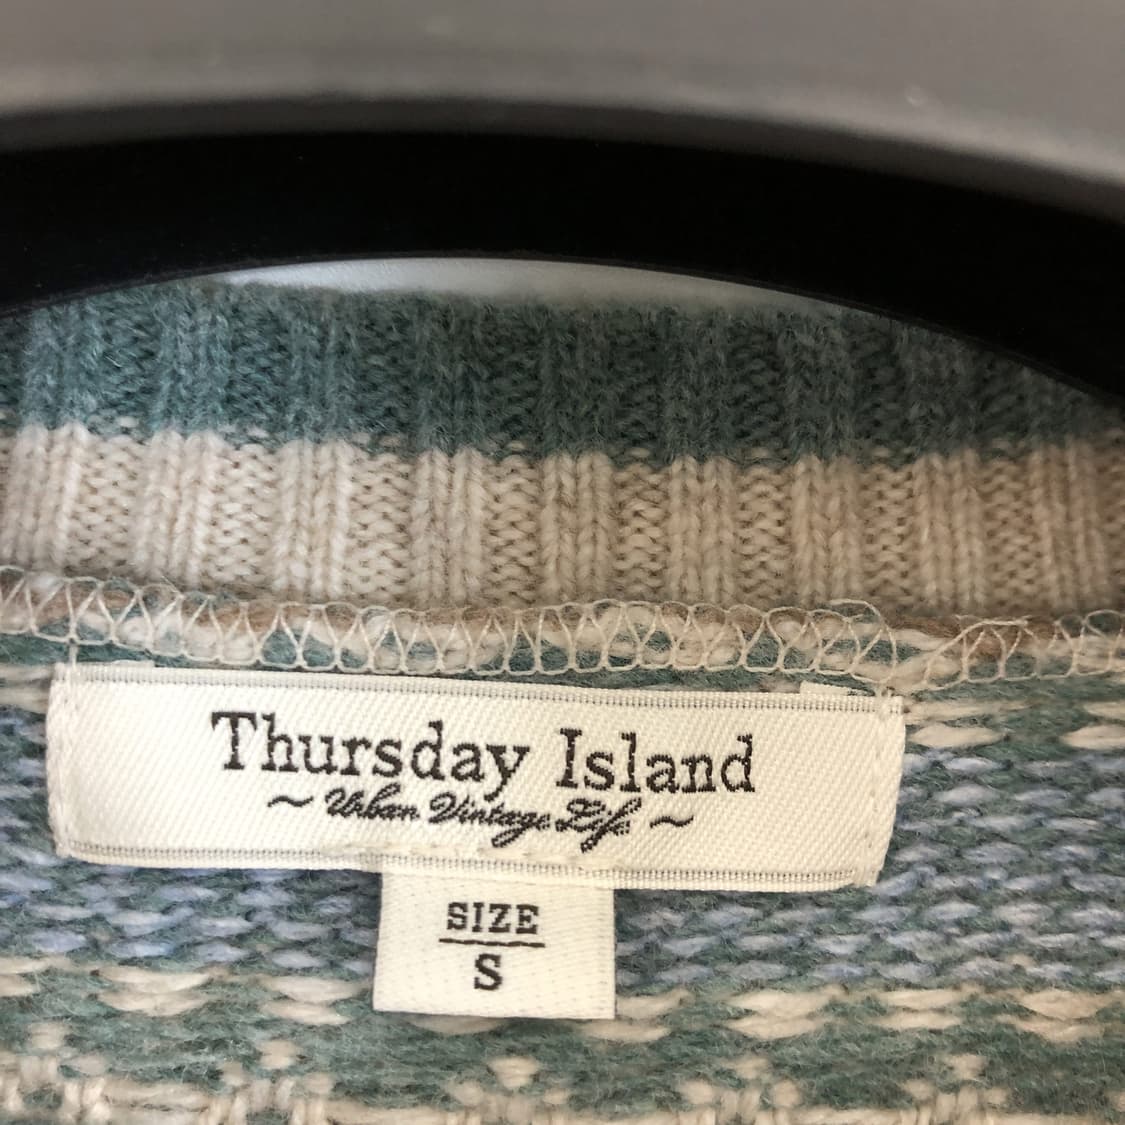 Thursday Island
~ Urban Vintage Life ~
SIZE
S